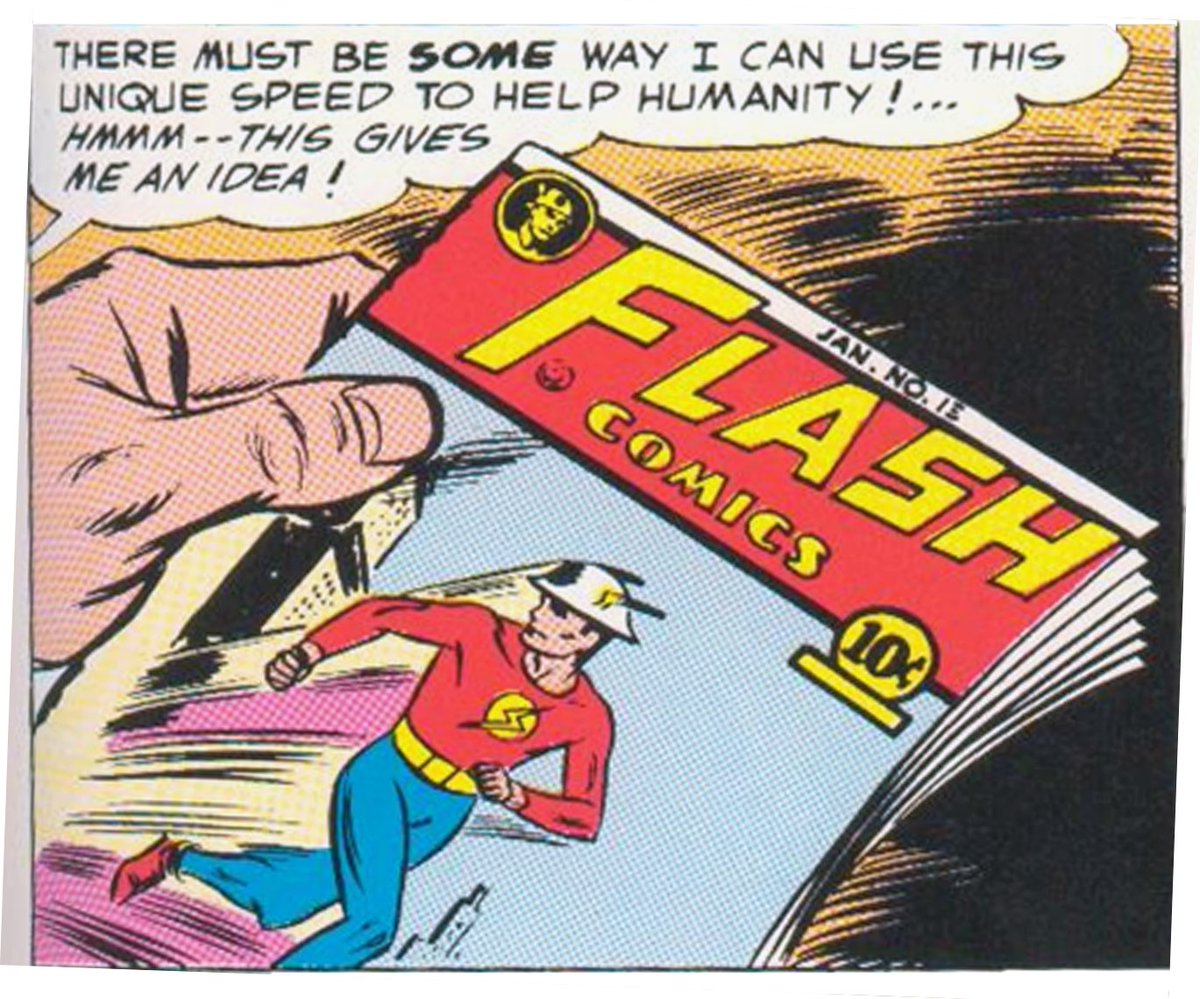 THERE MUST BE SOME WAY I CAN USE THIS
UNIQUE SPEED TO HELP HUMANITY!...
HMMM--THIS GIVES
ME AN IDEA!
JAN. NO. 13
FLASH
COMICS
10¢